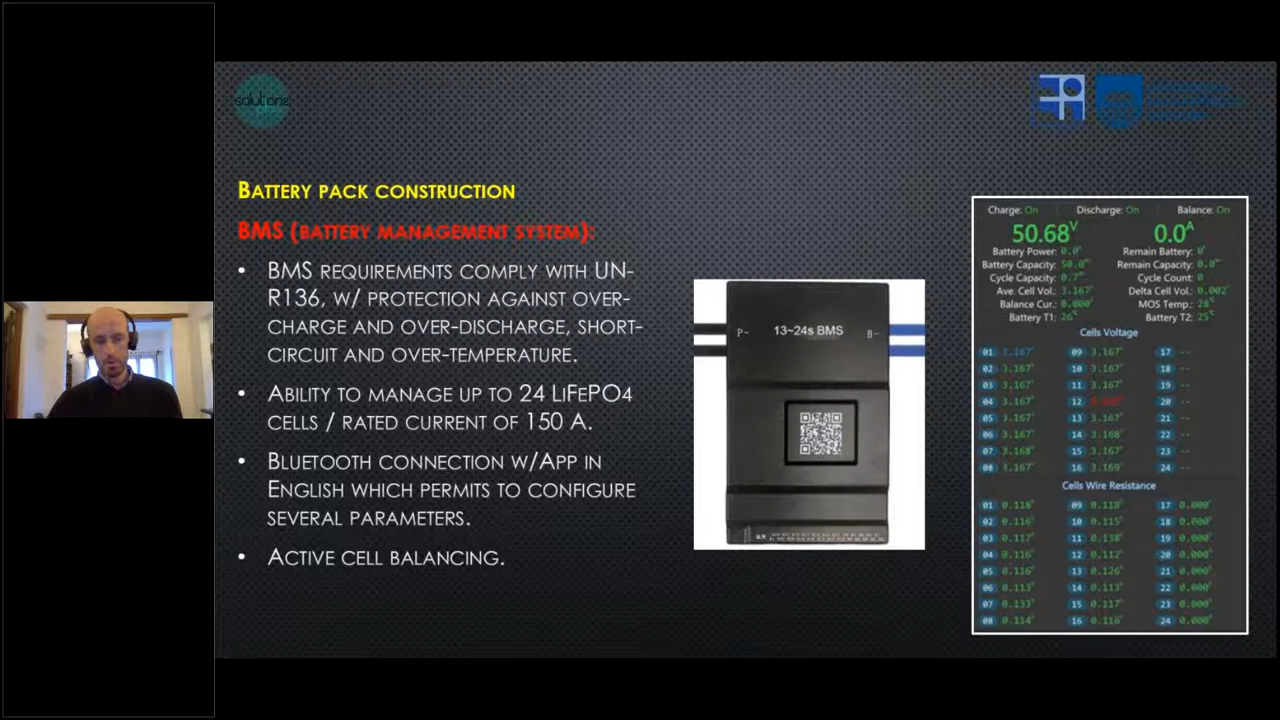 solutions
BATTERY PACK CONSTRUCTION
BMS (BATTERY MANAGEMENT SYSTEM):
• BMS REQUIREMENTS COMPLY WITH UN-
R136, W/ PROTECTION AGAINST OVER-
CHARGE AND OVER-DISCHARGE, SHORT-
CIRCUIT AND OVER-TEMPERATURE.
• ABILITY TO MANAGE UP TO 24 LIFEPO4
CELLS / RATED CURRENT OF 150 A.
• BLUETOOTH CONNECTION W/APP IN
ENGLISH WHICH PERMITS TO CONFIGURE
SEVERAL PARAMETERS.
• ACTIVE CELL BALANCING.
P- 13~24s BMS B-
Charge: On Discharge: On Balance: On
50.68V 0.0A
Battery Power: 0.0 Remain Battery: 0
Battery Capacity: 50.0 Remain Capacity: 0.0
Cycle Capacity: 0.7 Cycle Count: 0
Ave. Cell Vol.: 3.167 Delta Cell Vol.: 0.002
Balance Cur.: 0.000 MOS Temp.: 28
Battery T1: 26 Battery T2: 25
Cells Voltage
01 3.167 09 3.167 17 --
02 3.167 10 3.167 18 --
03 3.167 11 3.167 19 --
04 3.167 12 20 --
05 3.167 13 3.167 21 --
06 3.167 14 3.168 22 --
07 3.168 15 3.167 23 --
08 3.167 16 3.169 24 --
Cells Wire Resistance
01 0.118 09 0.118 17 0.000
02 0.116 10 0.115 18 0.000
03 0.117 11 0.138 19 0.000
04 0.116 12 0.112 20 0.000
05 0.116 13 0.126 21 0.000
06 0.113 14 0.113 22 0.000
07 0.133 15 0.117 23 0.000
08 0.114 16 0.116 24 0.000